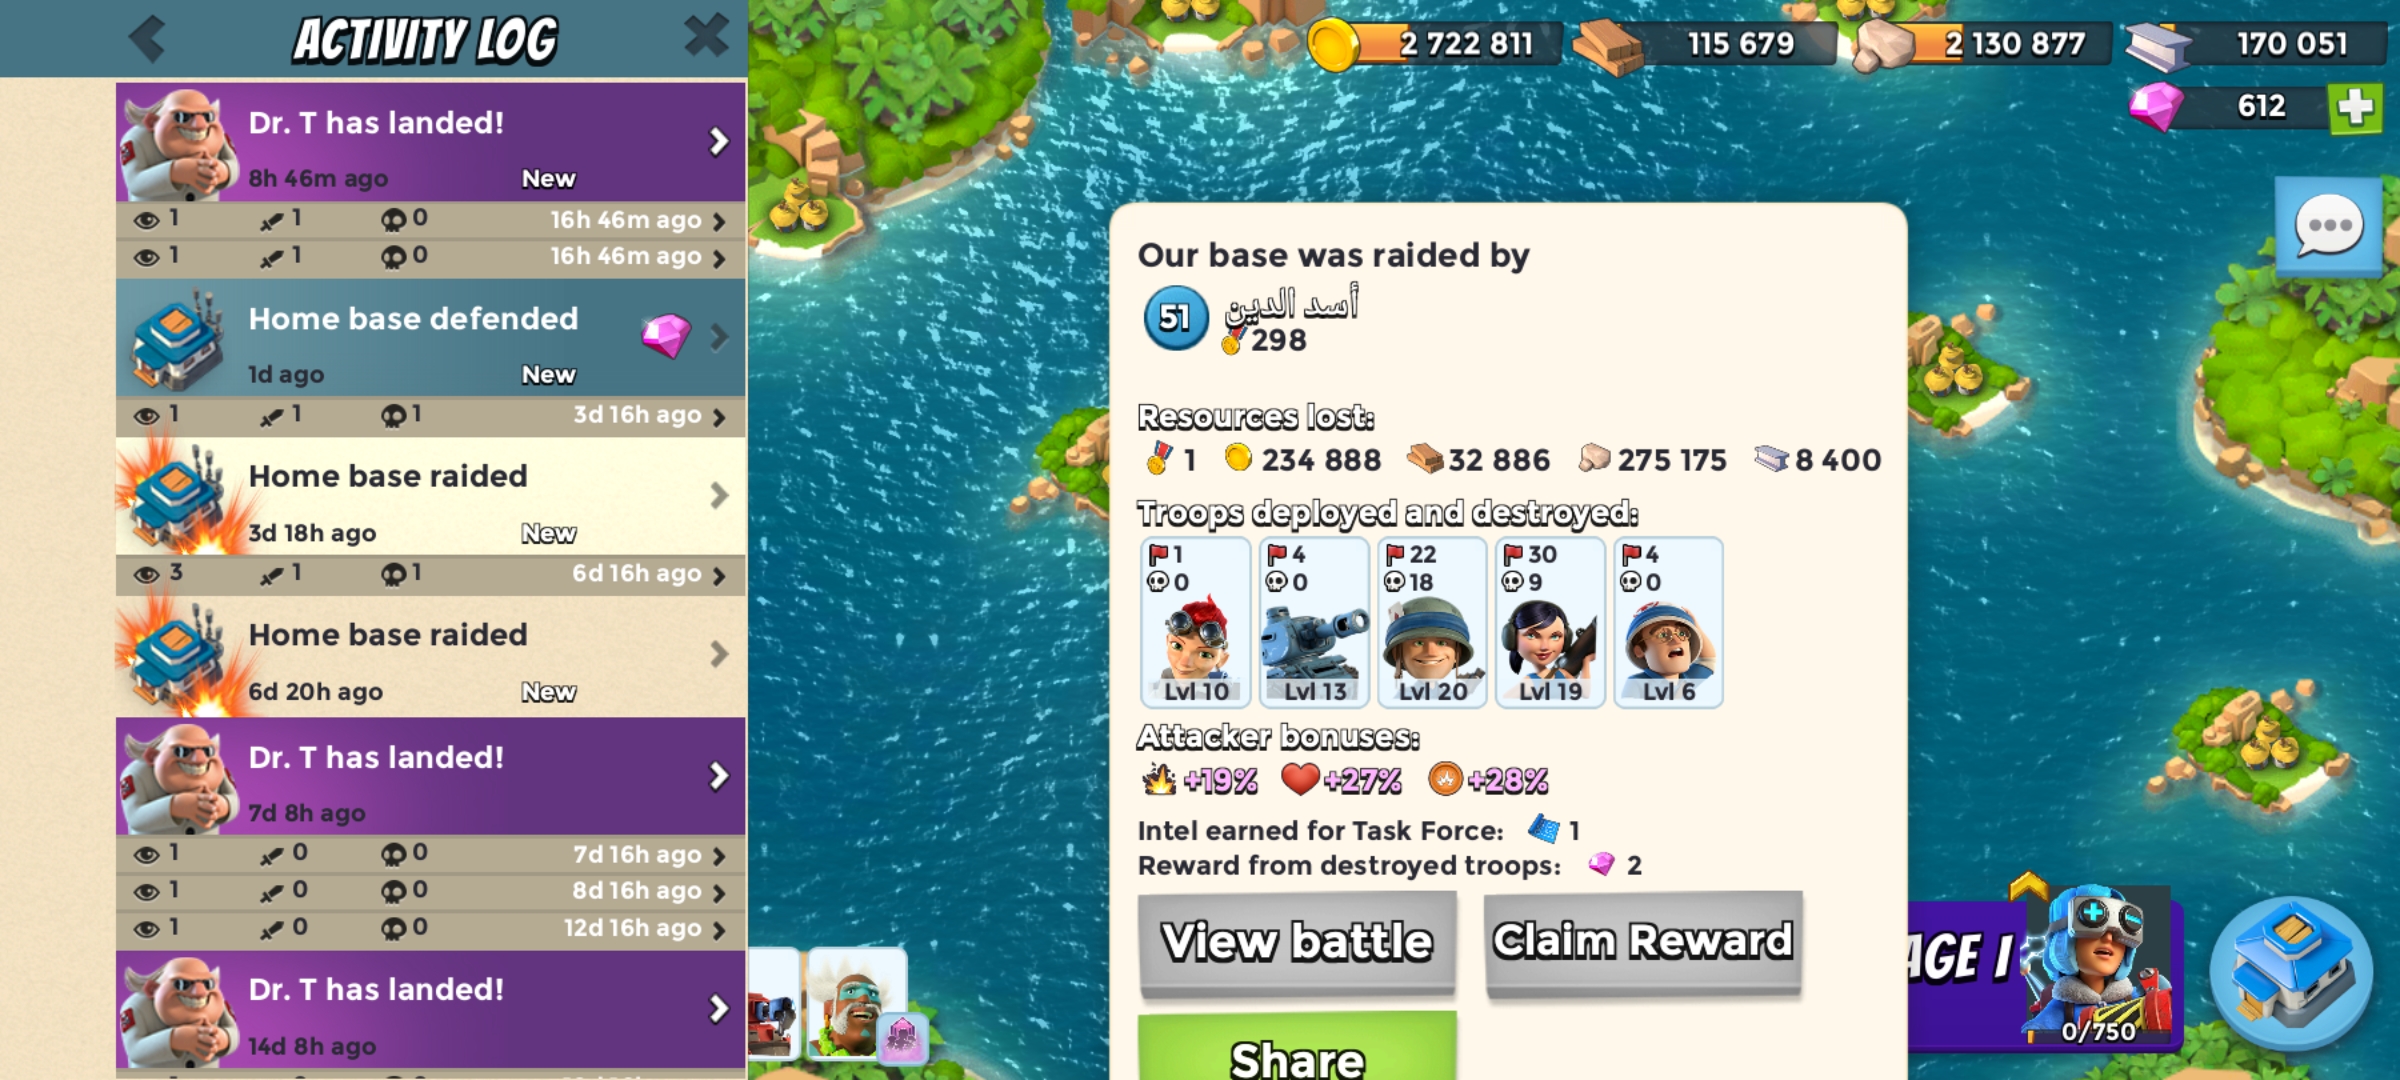 ACTIVITY LOG
Dr. T has landed!
8h 46m ago New
1 1 0 16h 46m ago
1 1 0 16h 46m ago
Home base defended
1d ago New
1 1 1 3d 16h ago
Home base raided
3d 18h ago New
3 1 1 6d 16h ago
Home base raided
6d 20h ago New
Dr. T has landed!
7d 8h ago
1 0 0 7d 16h ago
1 0 0 8d 16h ago
1 0 0 12d 16h ago
Dr. T has landed!
14d 8h ago
2 722 811 115 679 2 130 877 170 051
612
Our base was raided by
51 أسد الدين
298
Resources lost:
1 234 888 32 886 275 175 8 400
Troops deployed and destroyed:
1 4 22 30 4
0 0 18 9 0
Lvl 10 Lvl 13 Lvl 20 Lvl 19 Lvl 6
Attacker bonuses:
+19% +27% +28%
Intel earned for Task Force: 1
Reward from destroyed troops: 2
View battle Claim Reward
Share
AGE I
0/750